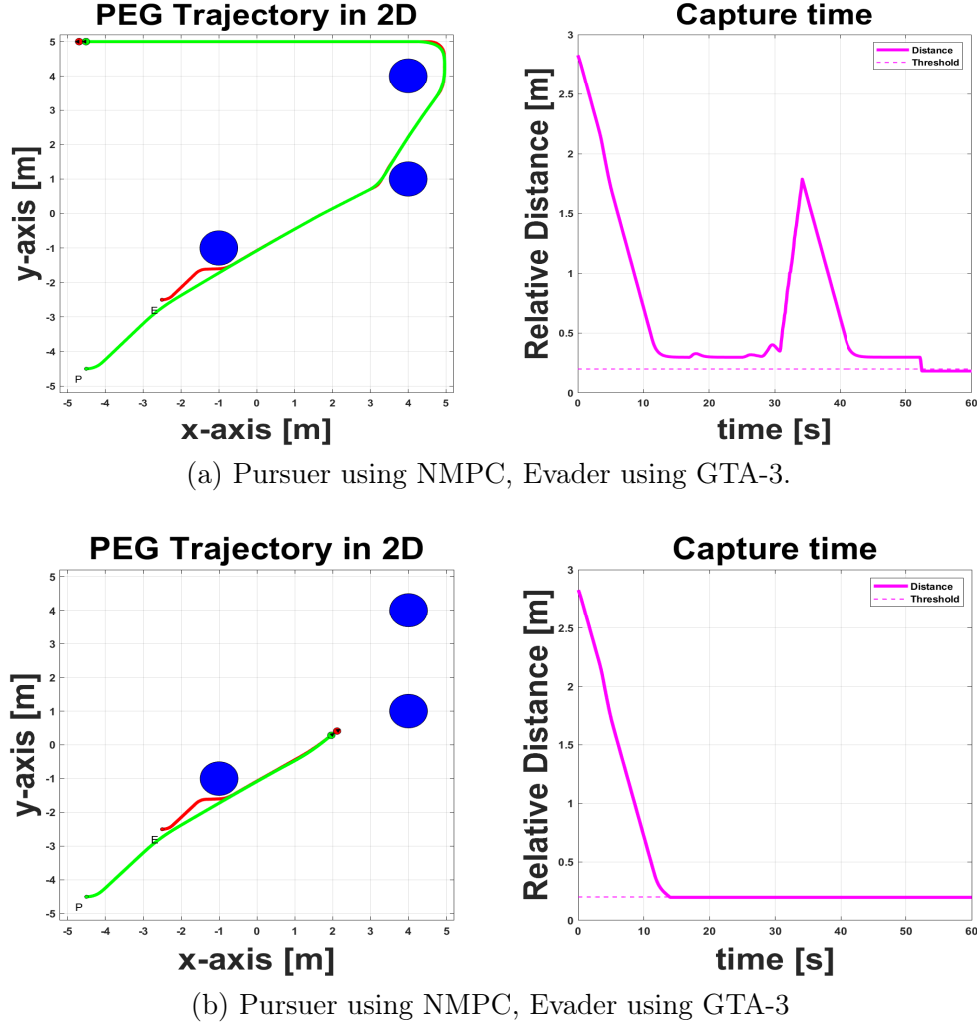 PEG Trajectory in 2D
5
4
3
2
1
0
-1
-2
-3
-4
-5
y-axis [m]
E
P
-5 -4 -3 -2 -1 0 1 2 3 4 5
x-axis [m]
Capture time
3
2.5
2
1.5
1
0.5
0
Relative Distance [m]
Distance
Threshold
0 10 20 30 40 50 60
time [s]
(a) Pursuer using NMPC, Evader using GTA-3.
PEG Trajectory in 2D
5
4
3
2
1
0
-1
-2
-3
-4
-5
y-axis [m]
E
P
-5 -4 -3 -2 -1 0 1 2 3 4 5
x-axis [m]
Capture time
3
2.5
2
1.5
1
0.5
0
Relative Distance [m]
Distance
Threshold
0 10 20 30 40 50 60
time [s]
(b) Pursuer using NMPC, Evader using GTA-3